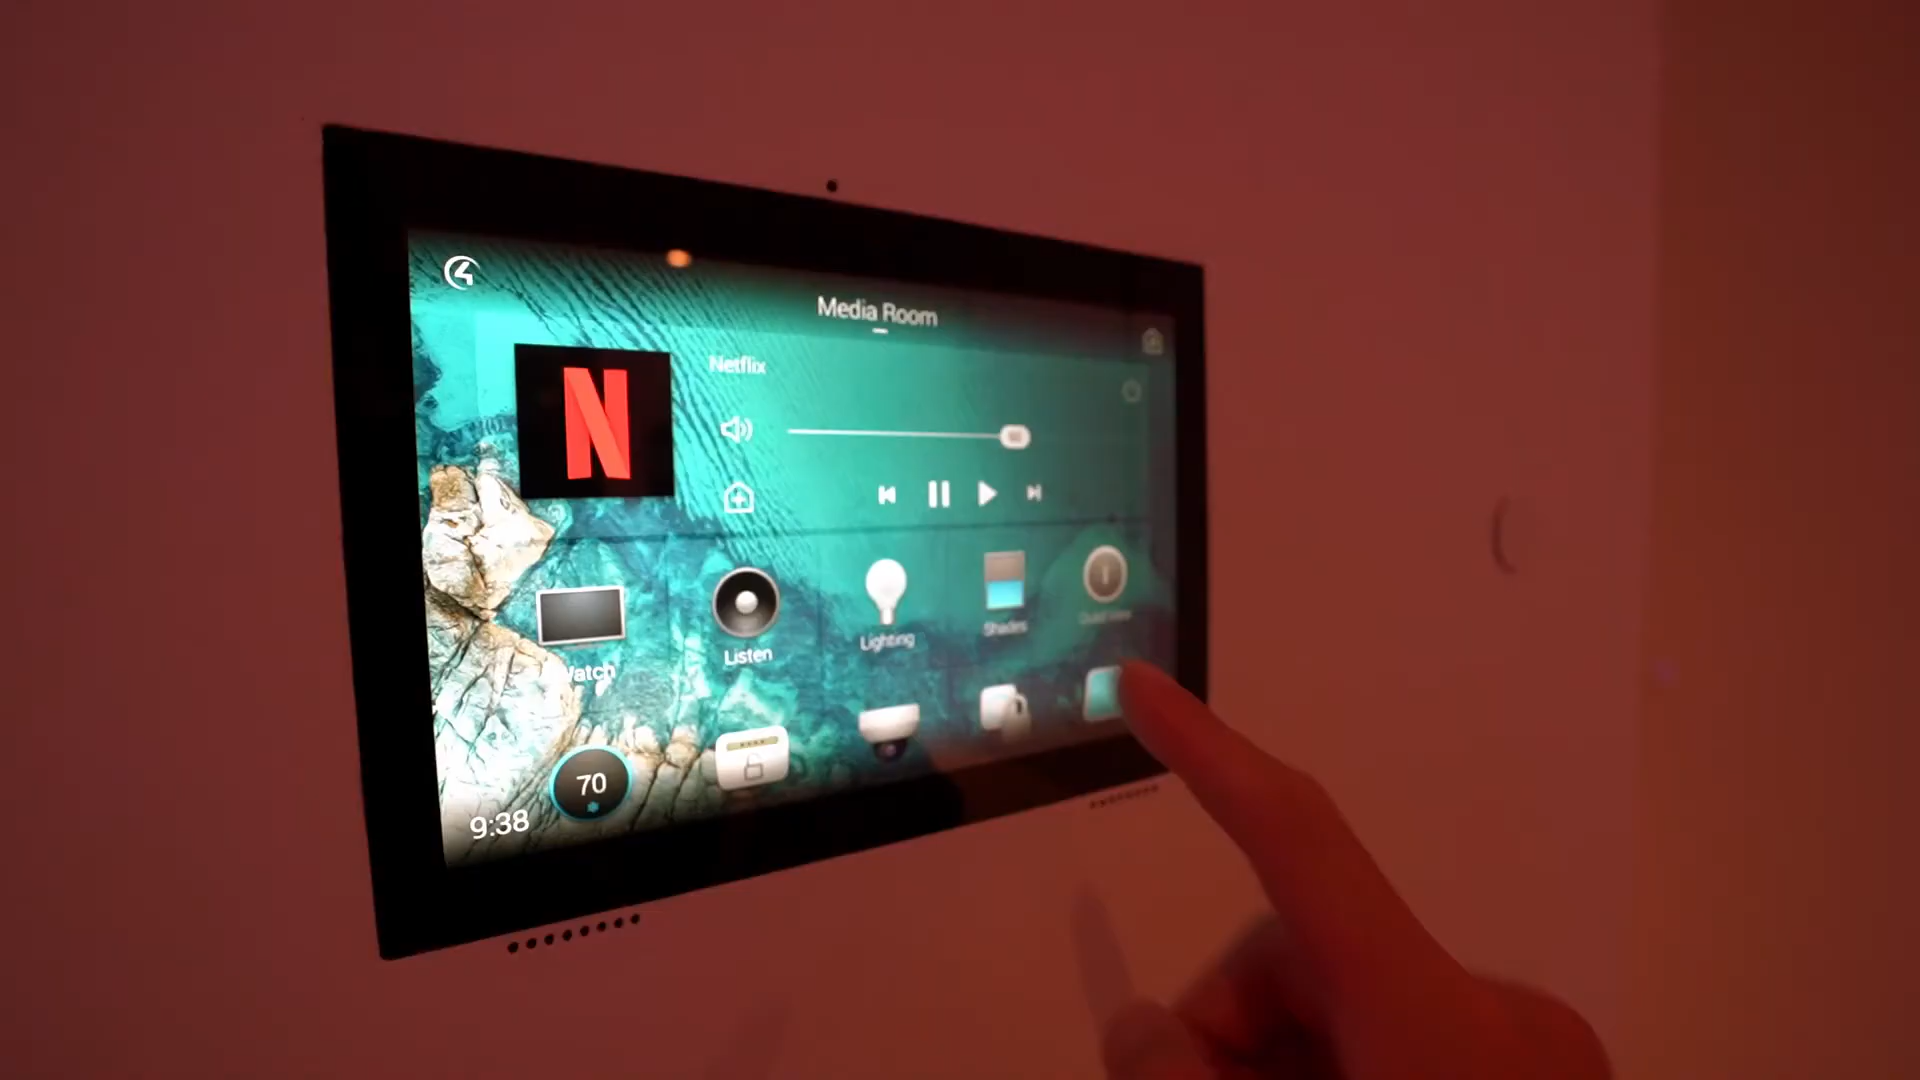 Media Room
Netflix
Watch
Listen
Lighting
Shades
70
9:38